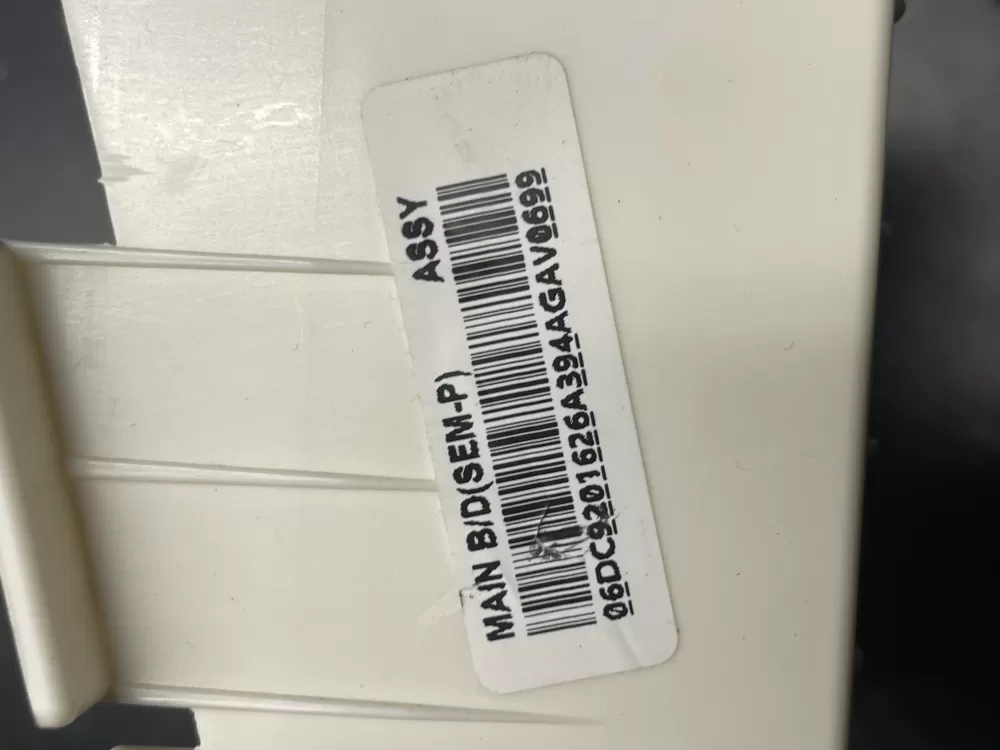 MAIN B/D(SEM-P) ASSY
06DC9201626A394AGAV0699